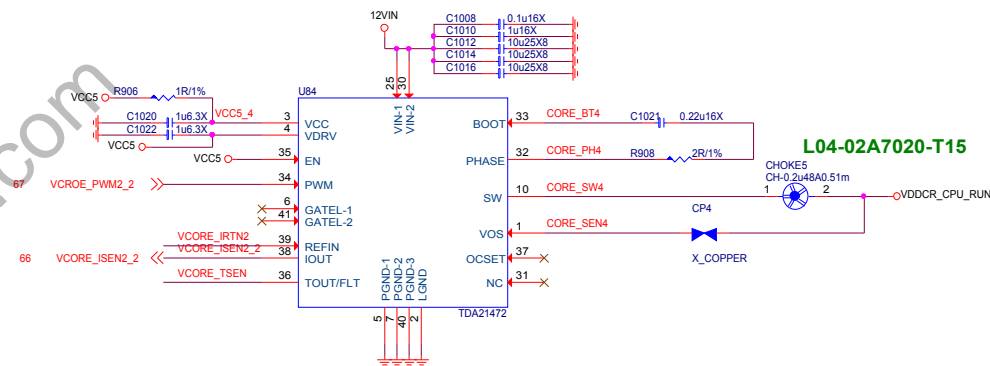 12VIN
C1008 0.1u16X
C1010 1u16X
C1012 10u25X8
C1014 10u25X8
C1016 10u25X8
25 30
VIN-1 VIN-2
U84
VCC5 R906 1R/1%
VCC5_4 3 VCC
C1020 1u6.3X
C1022 1u6.3X
4 VDRV
VCC5
VCC5 35 EN
67 VCROE_PWM2_2 34 PWM
6 GATEL-1
41 GATEL-2
VCORE_IRTN2 39 REFIN
66 VCORE_ISEN2_2 VCORE_ISEN2_2 38 IOUT
VCORE_TSEN 36 TOUT/FLT
PGND-1 PGND-2 PGND-3 LGND
5 7 40 2
TDA21472
BOOT 33 CORE_BT4 C1021 0.22u16X
PHASE 32 CORE_PH4 R908 2R/1%
L04-02A7020-T15
CHOKE5
CH-0.2u48A0.51m
SW 10 CORE_SW4 1 2 VDDCR_CPU_RUN
CP4
VOS 1 CORE_SEN4
X_COPPER
OCSET 37
NC 31
.com